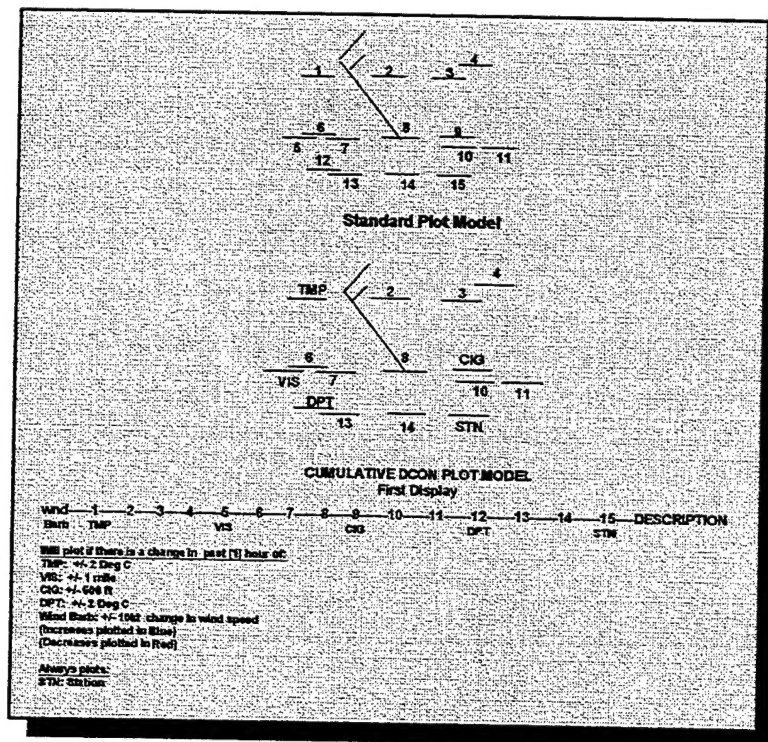 4
1 2 3
6 8 9
5 7 10 11
12
13 14 15
Standard Plot Model
4
TMP 2 3
6 8 CIG
VIS 7 10 11
DPT
13 14 STN
CUMULATIVE DCON PLOT MODEL
First Display
wnd 1 2 3 4 5 6 7 8 9 10 11 12 13 14 15 DESCRIPTION
Barb TMP VIS CIG DPT STN
Will plot if there is a change in past [1] hour of:
TMP: +/- 2 Deg C
VIS: +/- 1 mile
CIG: +/- 500 ft
DPT: +/- 2 Deg C
Wind Barb: +/- 10kt change in wind speed
(Increases plotted in Blue)
(Decreases plotted in Red)
Always plots:
STN: Station